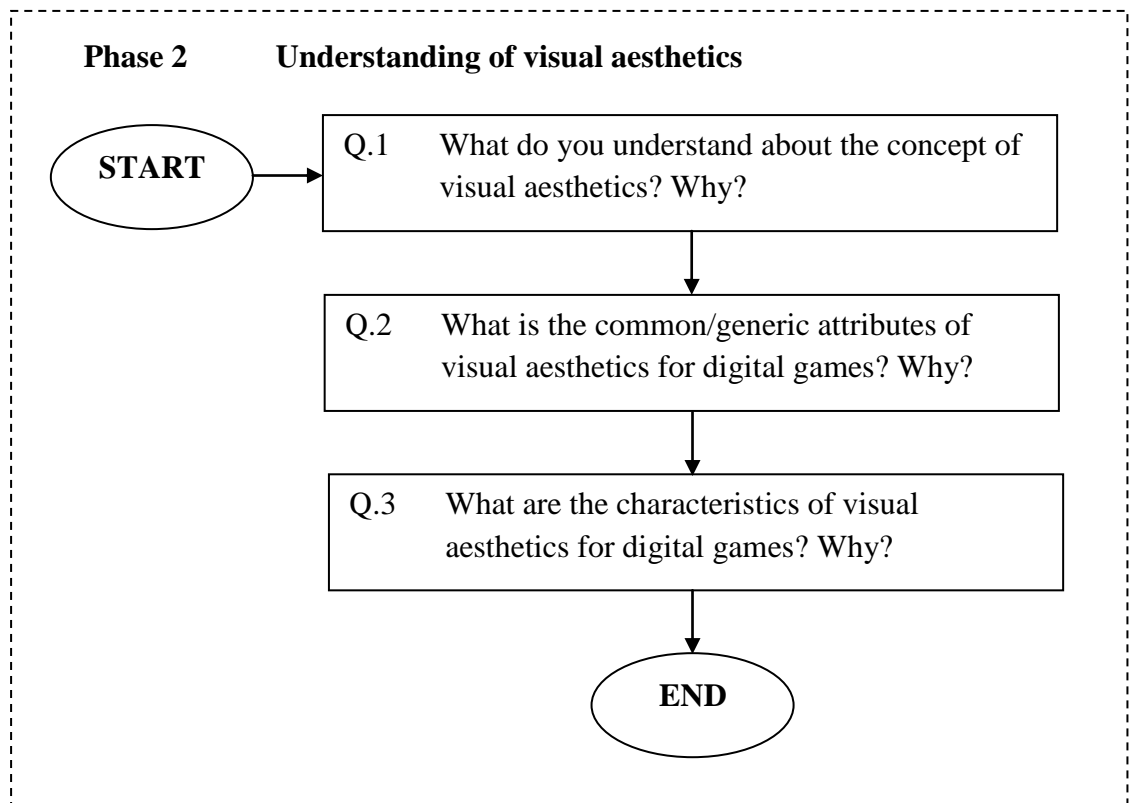 Phase 2 Understanding of visual aesthetics
START
Q.1 What do you understand about the concept of
visual aesthetics? Why?
Q.2 What is the common/generic attributes of
visual aesthetics for digital games? Why?
Q.3 What are the characteristics of visual
aesthetics for digital games? Why?
END